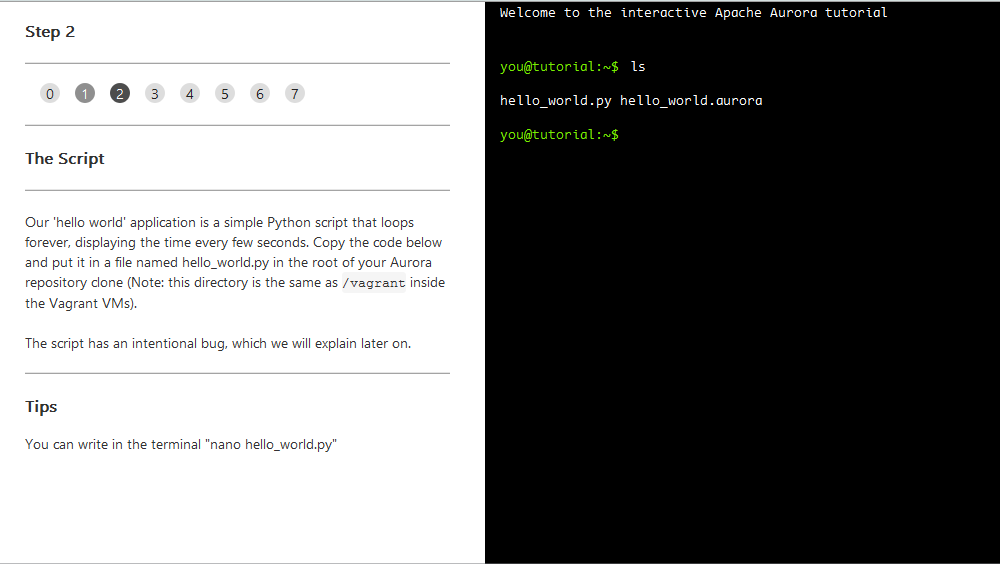 Step 2
0 1 2 3 4 5 6 7
The Script
Our 'hello world' application is a simple Python script that loops
forever, displaying the time every few seconds. Copy the code below
and put it in a file named hello_world.py in the root of your Aurora
repository clone (Note: this directory is the same as /vagrant inside
the Vagrant VMs).
The script has an intentional bug, which we will explain later on.
Tips
You can write in the terminal "nano hello_world.py"
Welcome to the interactive Apache Aurora tutorial
you@tutorial:~$ ls
hello_world.py hello_world.aurora
you@tutorial:~$